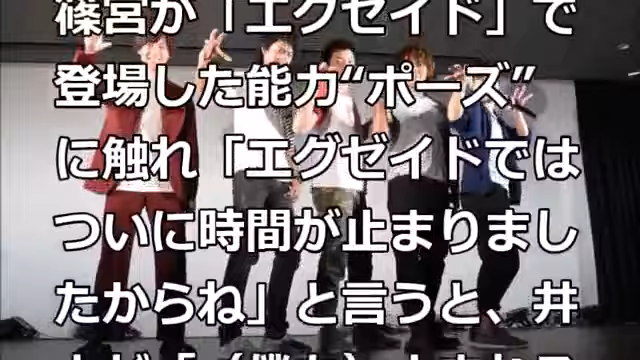 篠宮が「エグゼイド」で
登場した能力“ポーズ”
に触れ「エグゼイドでは
ついに時間が止まりまし
たからね」と言うと、井